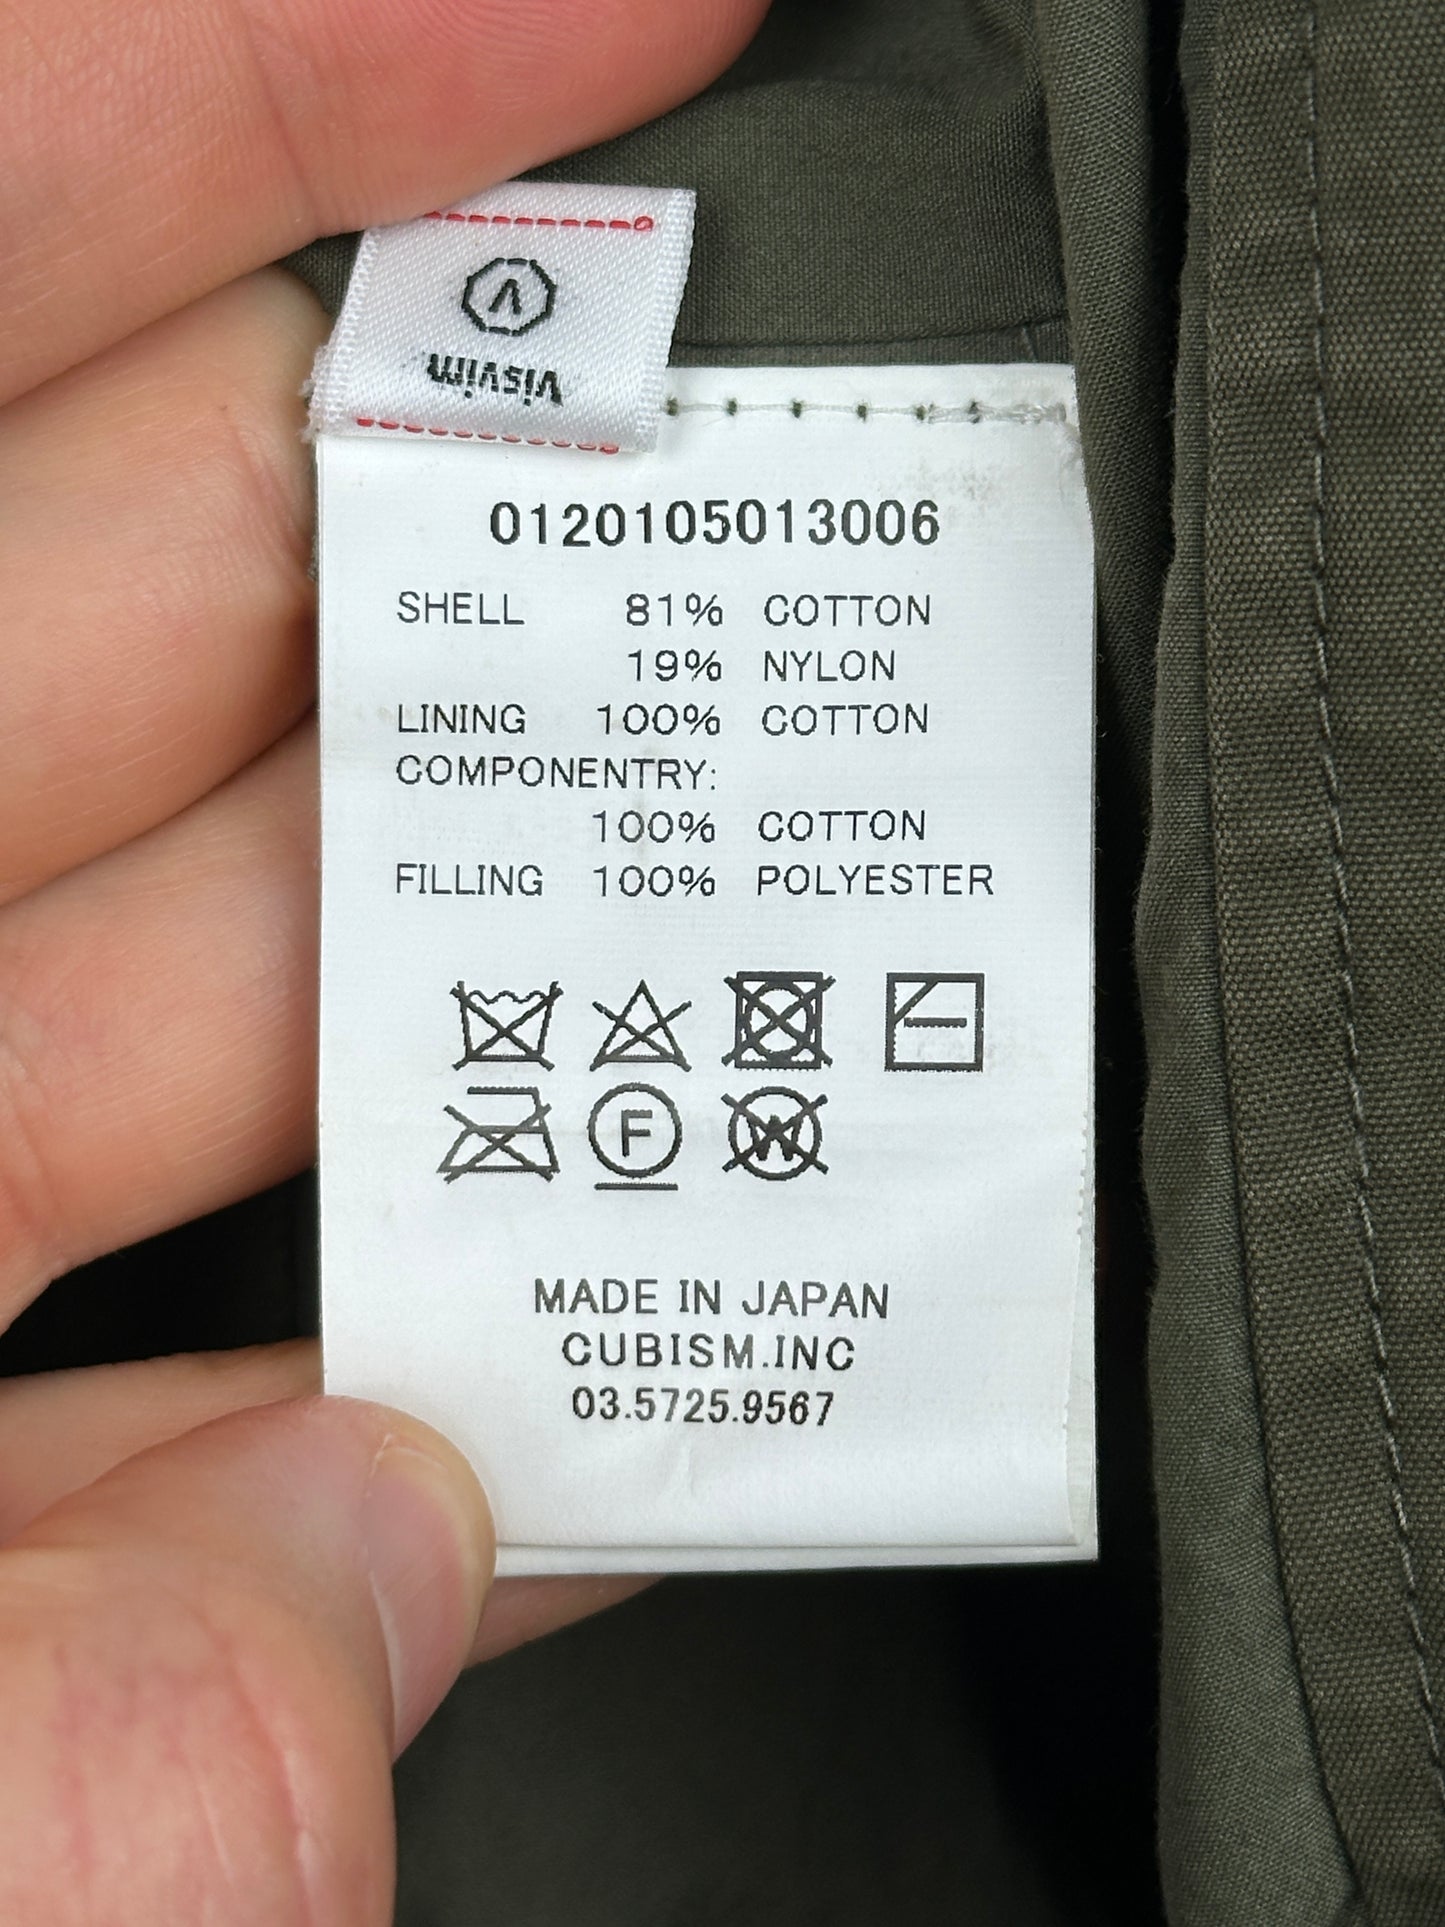 visvim
0120105013006
SHELL 81% COTTON
19% NYLON
LINING 100% COTTON
COMPONENTRY:
100% COTTON
FILLING 100% POLYESTER
F
W
MADE IN JAPAN
CUBISM.INC
03.5725.9567